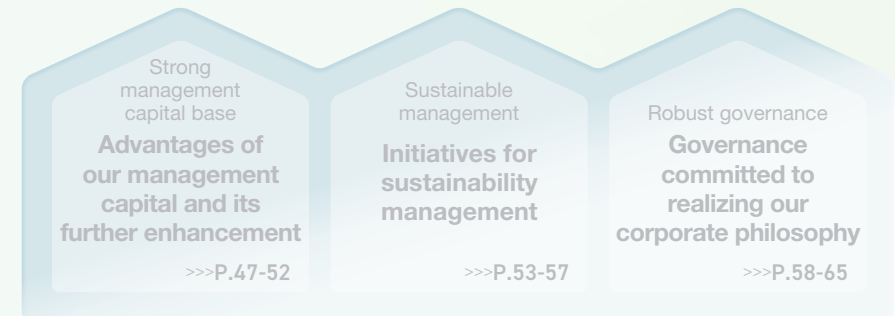 Strong
management
capital base
Advantages of
our management
capital and its
further enhancement
>>>P.47-52
Sustainable
management
Initiatives for
sustainability
management
>>>P.53-57
Robust governance
Governance
committed to
realizing our
corporate philosophy
>>>P.58-65